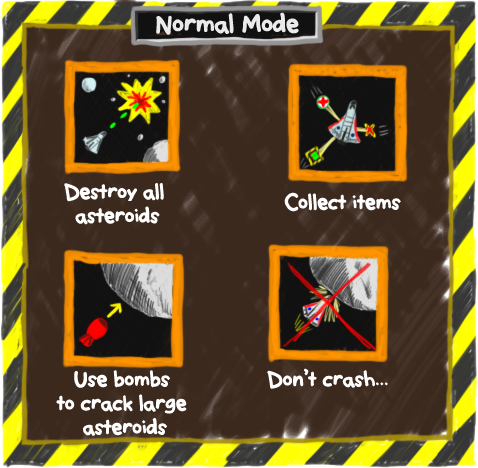 Normal Mode
Destroy all
asteroids
Collect items
Use bombs
to crack large
asteroids
Don't crash...